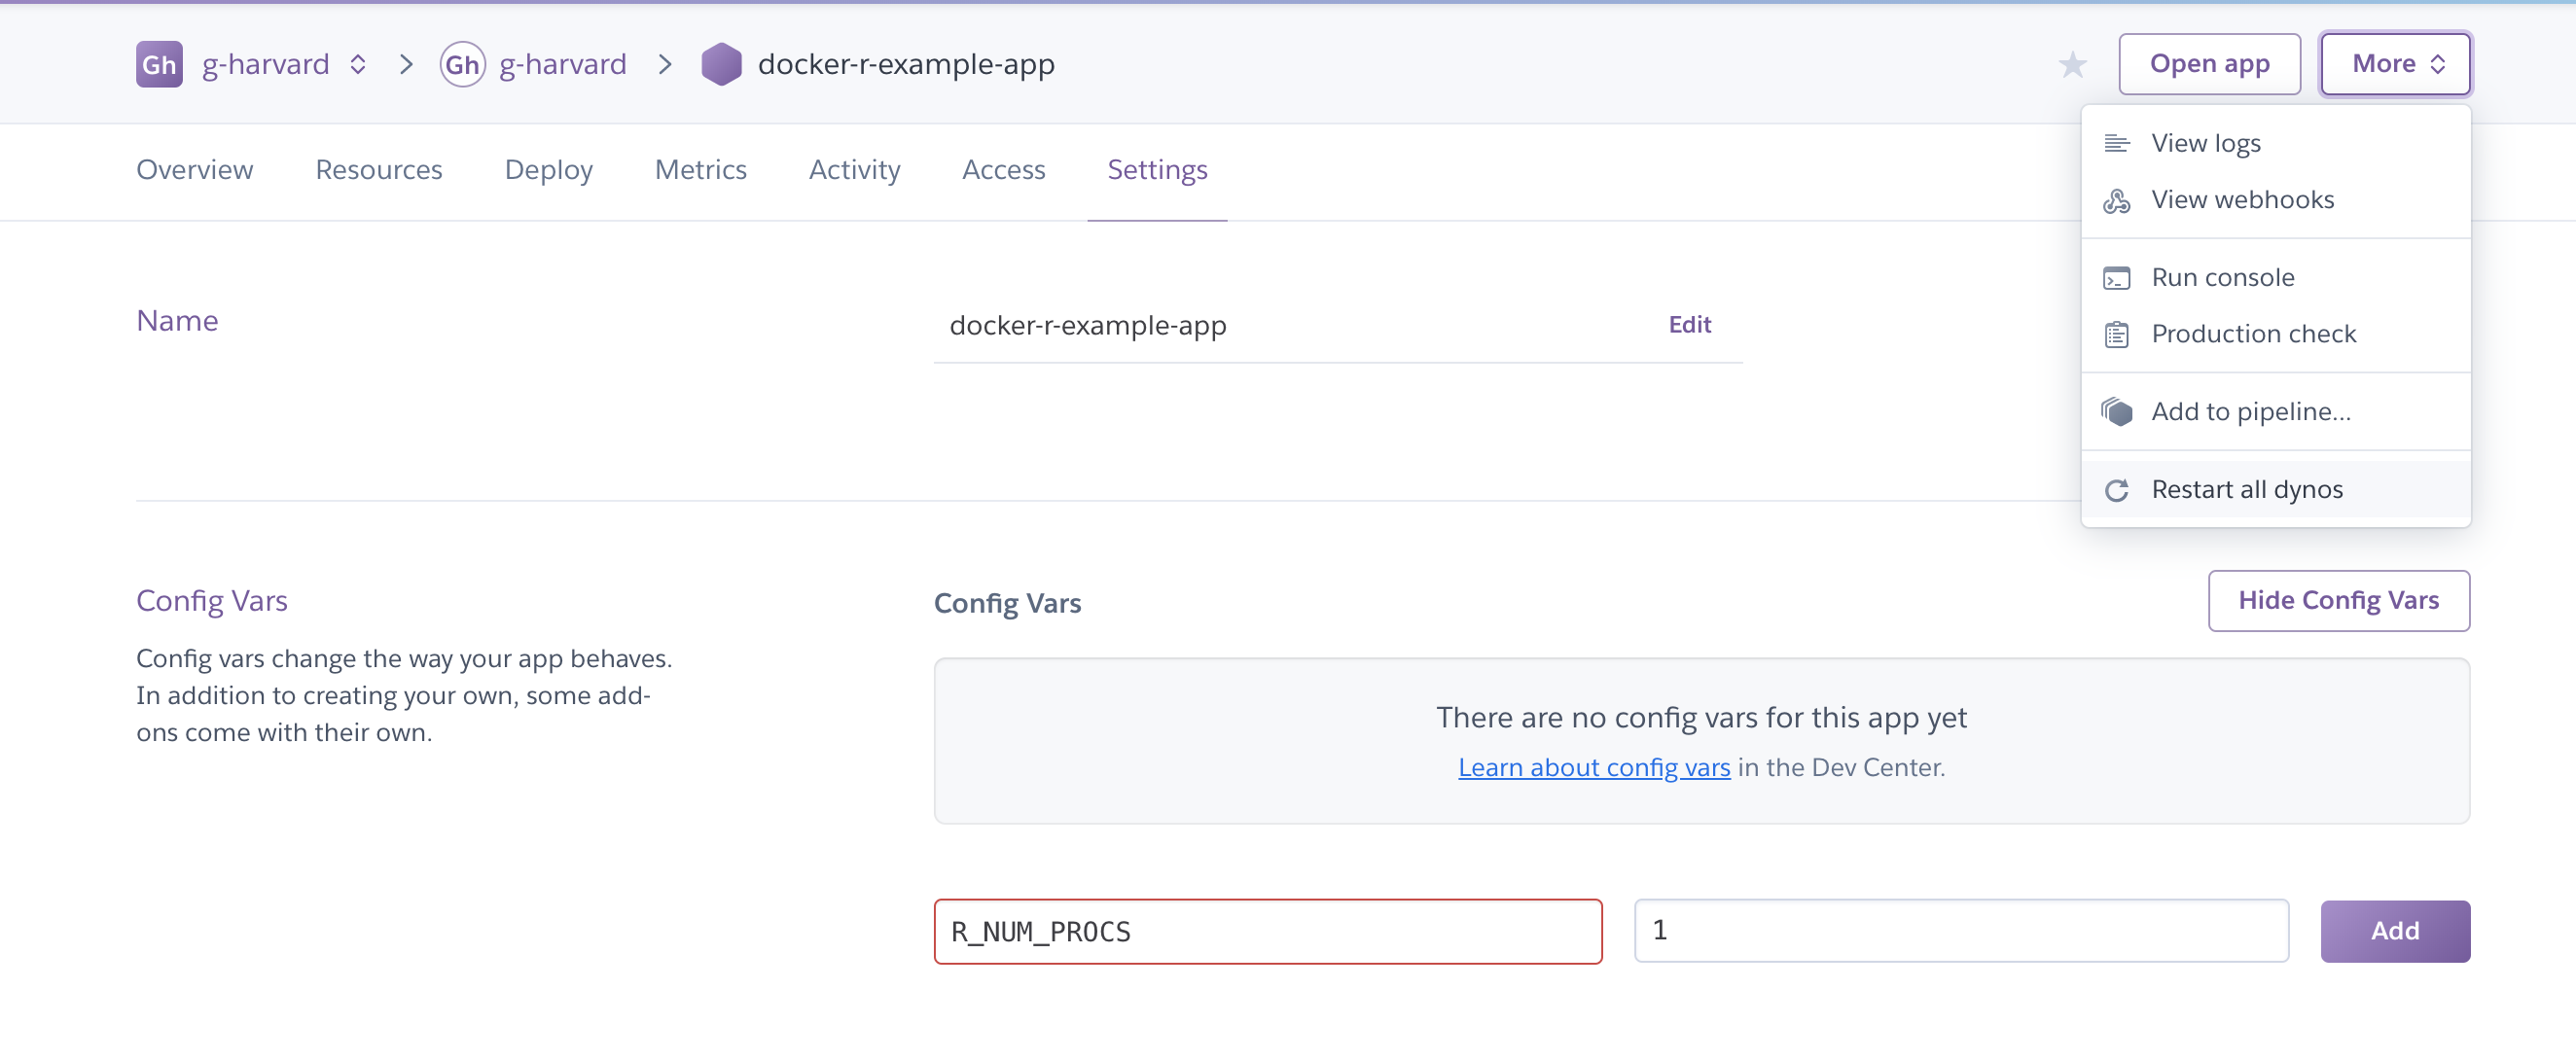 Gh g-harvard > Gh g-harvard > docker-r-example-app
Open app
More
Overview Resources Deploy Metrics Activity Access Settings
View logs
View webhooks
Run console
Production check
Add to pipeline...
Restart all dynos
Name
docker-r-example-app
Edit
Config Vars
Config vars change the way your app behaves.
In addition to creating your own, some add-
ons come with their own.
Config Vars
Hide Config Vars
There are no config vars for this app yet
Learn about config vars in the Dev Center.
R_NUM_PROCS
1
Add